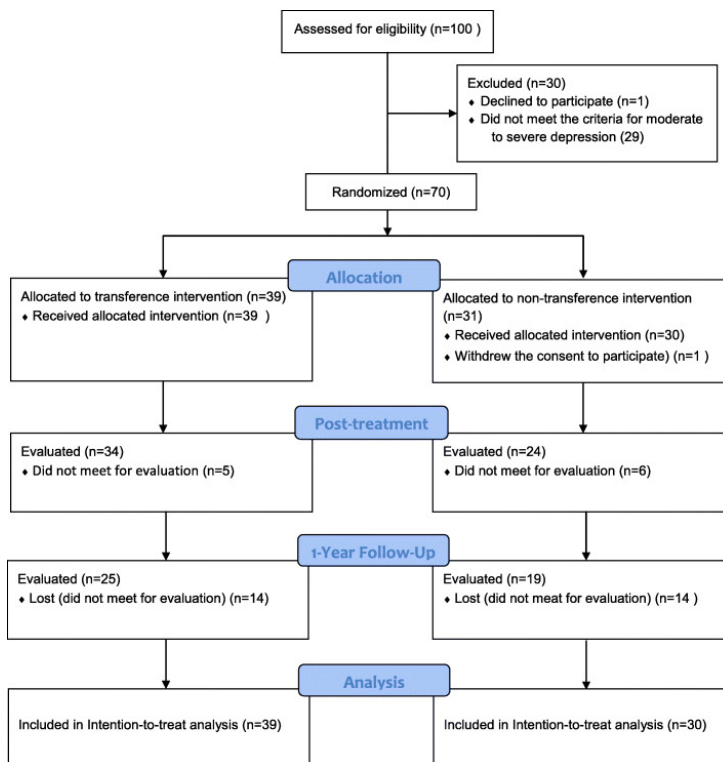 Assessed for eligibility (n=100 )
Excluded (n=30)
♦ Declined to participate (n=1)
♦ Did not meet the criteria for moderate
to severe depression (29)
Randomized (n=70)
Allocation
Allocated to transference intervention (n=39)
♦ Received allocated intervention (n=39 )
Allocated to non-transference intervention
(n=31)
♦ Received allocated intervention (n=30)
♦ Withdrew the consent to participate) (n=1 )
Post-treatment
Evaluated (n=34)
♦ Did not meet for evaluation (n=5)
Evaluated (n=24)
♦ Did not meet for evaluation (n=6)
1-Year Follow-Up
Evaluated (n=25)
♦ Lost (did not meet for evaluation) (n=14)
Evaluated (n=19)
♦ Lost (did not meat for evaluation) (n=14 )
Analysis
Included in Intention-to-treat analysis (n=39)
Included in Intention-to-treat analysis (n=30)